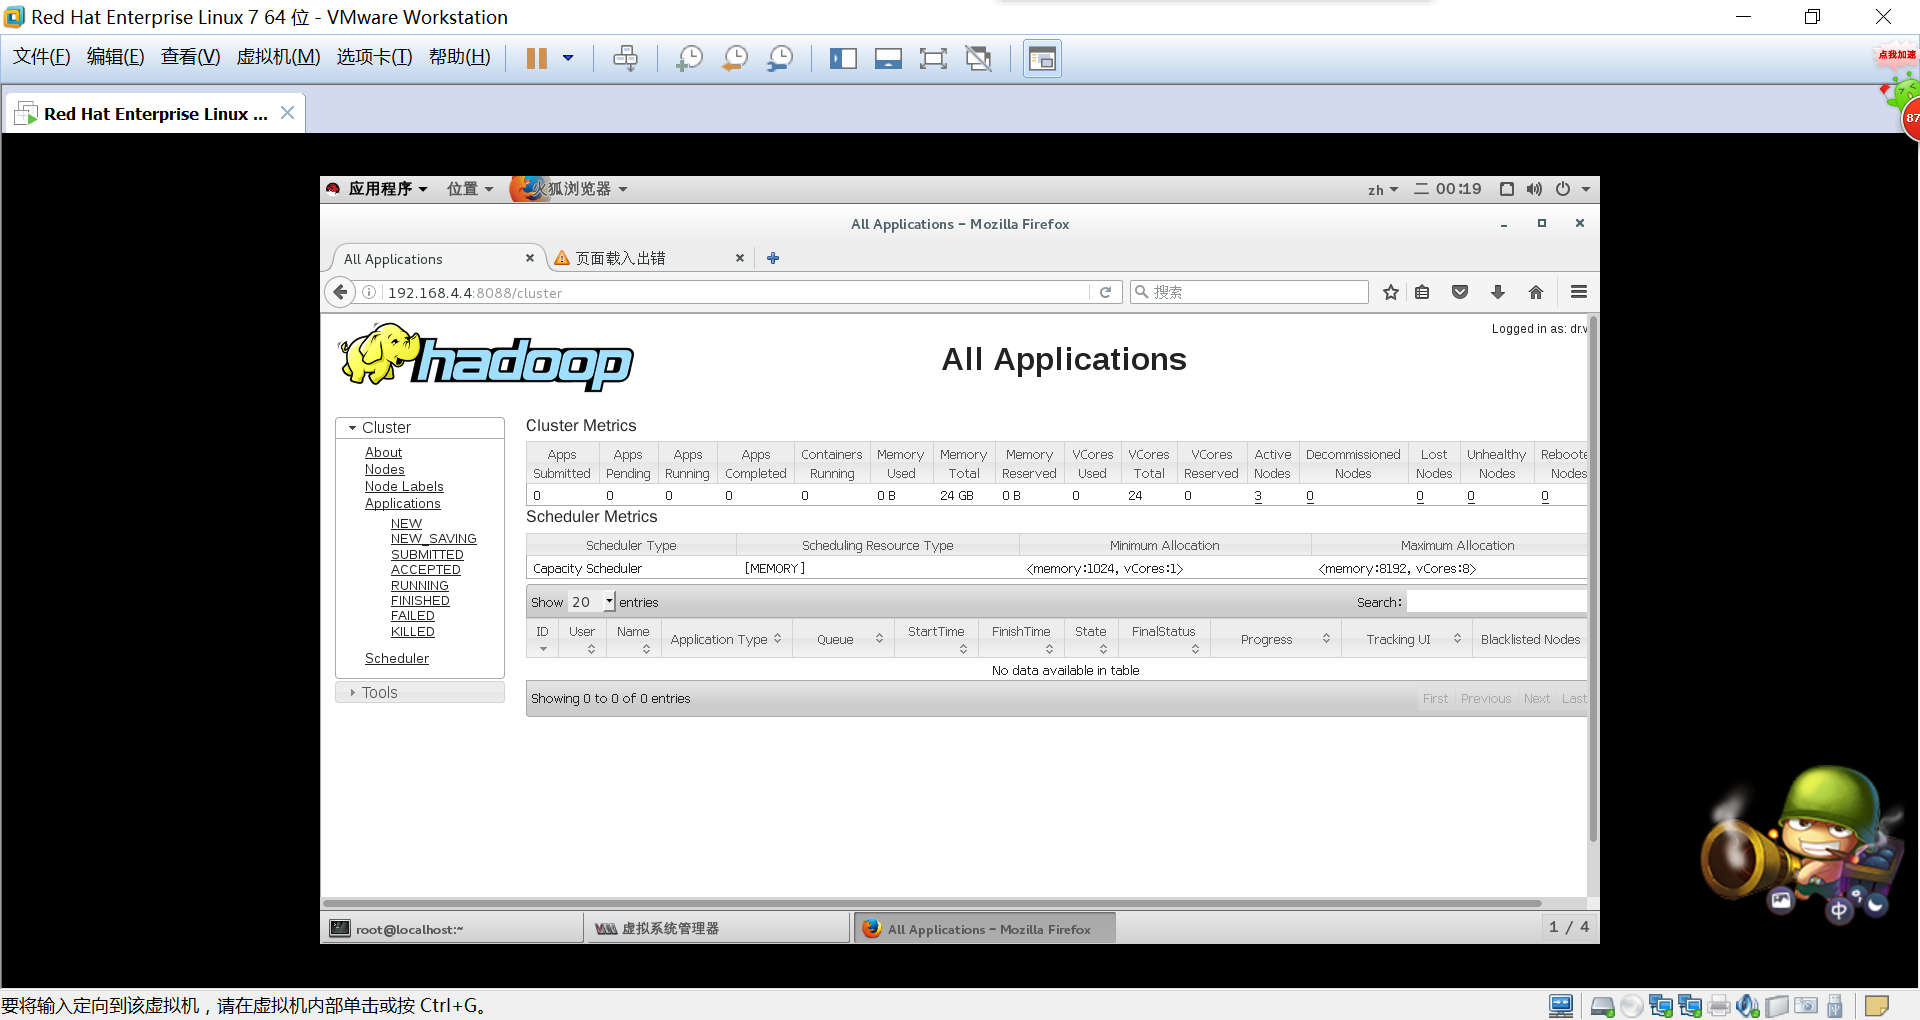 Red Hat Enterprise Linux 7 64 位 - VMware Workstation
文件(F) 编辑(E) 查看(V) 虚拟机(M) 选项卡(T) 帮助(H)
点我加速
87
Red Hat Enterprise Linux ...
应用程序 位置 火狐浏览器 zh 二 00:19
All Applications - Mozilla Firefox
All Applications 页面载入出错
192.168.4.4:8088/cluster 搜索
Logged in as: dr.v
hadoop
All Applications
Cluster
About
Nodes
Node Labels
Applications
NEW
NEW_SAVING
SUBMITTED
ACCEPTED
RUNNING
FINISHED
FAILED
KILLED
Scheduler
Tools
Cluster Metrics
Apps Submitted Apps Pending Apps Running Apps Completed Containers Running Memory Used Memory Total Memory Reserved VCores Used VCores Total VCores Reserved Active Nodes Decommissioned Nodes Lost Nodes Unhealthy Nodes Reboote Nodes
0 0 0 0 0 0 B 24 GB 0 B 0 24 0 3 0 0 0 0
Scheduler Metrics
Scheduler Type Scheduling Resource Type Minimum Allocation Maximum Allocation
Capacity Scheduler [MEMORY] <memory:1024, vCores:1> <memory:8192, vCores:8>
Show 20 entries Search:
ID User Name Application Type Queue StartTime FinishTime State FinalStatus Progress Tracking UI Blacklisted Nodes
No data available in table
Showing 0 to 0 of 0 entries First Previous Next Last
root@localhost:~ 虚拟系统管理器 All Applications - Mozilla Firefox 1 / 4
中
要将输入定向到该虚拟机，请在虚拟机内部单击或按 Ctrl+G。